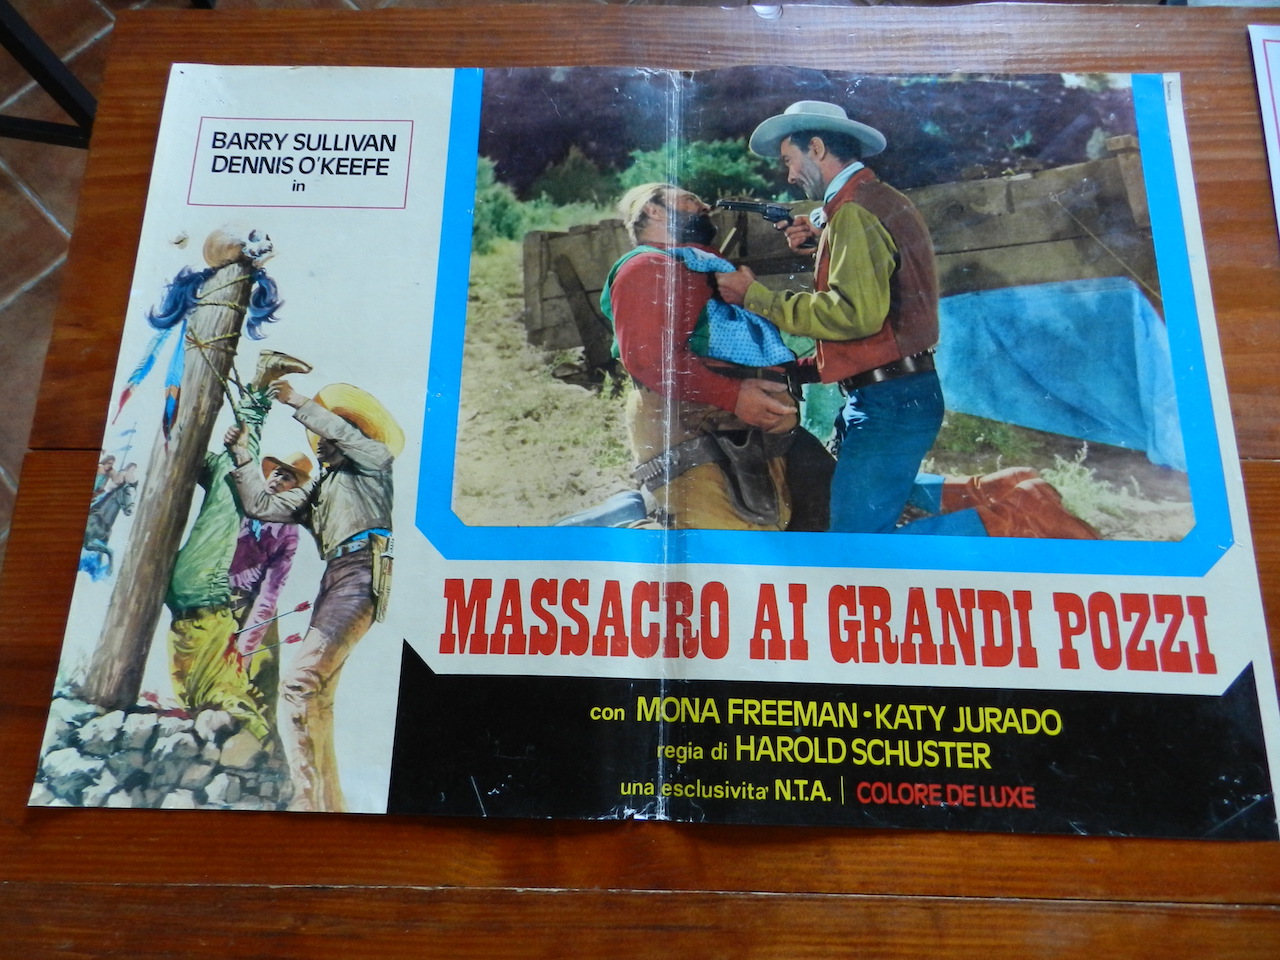 BARRY SULLIVAN
DENNIS O'KEEFE
in
MASSACRO AI GRANDI POZZI
con MONA FREEMAN • KATY JURADO
regia di HAROLD SCHUSTER
una esclusivita' N.T.A. | COLORE DE LUXE